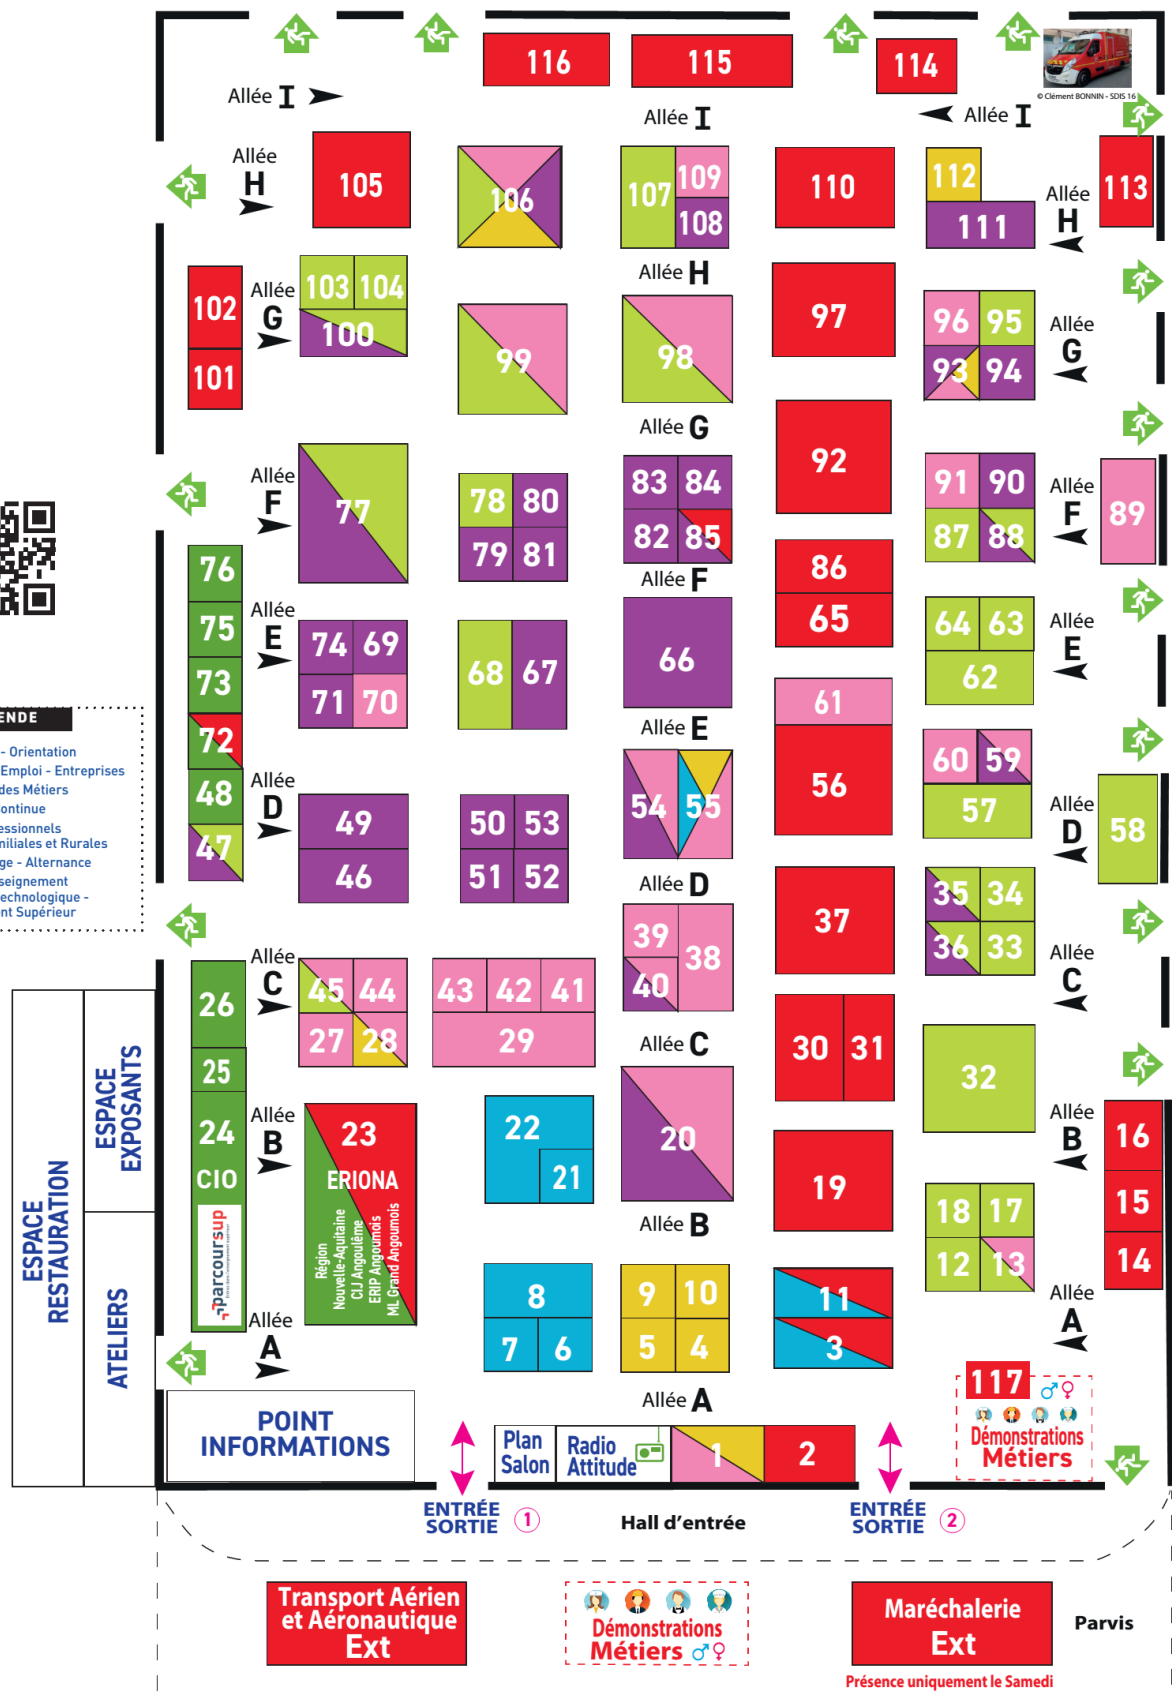 116
115
114
© Clément BONNIN - SDIS 16
Allée I
Allée I
Allée I
Allée
H
105
106
107
109
108
110
112
111
Allée
H
113
102
101
Allée
G
103
104
100
99
Allée H
98
97
96
95
93
94
Allée
G
Allée G
Allée
F
77
78
80
79
81
83
84
82
85
92
91
90
87
88
Allée
F
89
Allée F
76
75
73
72
48
47
Allée
E
74
69
71
70
68
67
66
86
65
64
63
62
Allée
E
Allée E
61
56
60
59
57
Allée
D
58
ENDE
- Orientation
Emploi - Entreprises
des Métiers
ontinue
essionnels
miliales et Rurales
ge - Alternance
seignement
echnologique -
nt Supérieur
Allée
D
49
46
50
53
51
52
54
55
Allée D
37
35
34
36
33
Allée
C
26
25
24
CIO
parcoursup
Allée
C
45
44
27
28
43
42
41
29
39
38
40
Allée C
30
31
32
ESPACE
RESTAURATION
ESPACE
EXPOSANTS
ATELIERS
Allée
B
23
ERIONA
Région
Nouvelle-Aquitaine
CIJ Angoulême
ERIP Angoumois
ML Grand Angoumois
22
21
20
Allée B
19
Allée
B
16
15
14
18
17
12
13
Allée
A
8
7
6
9
10
5
4
11
3
Allée
A
Allée A
POINT
INFORMATIONS
Plan
Salon
Radio
Attitude
1
2
117
Démonstrations
Métiers
ENTRÉE
SORTIE 1
Hall d'entrée
ENTRÉE
SORTIE 2
Transport Aérien
et Aéronautique
Ext
Démonstrations
Métiers
Maréchalerie
Ext
Parvis
Présence uniquement le Samedi